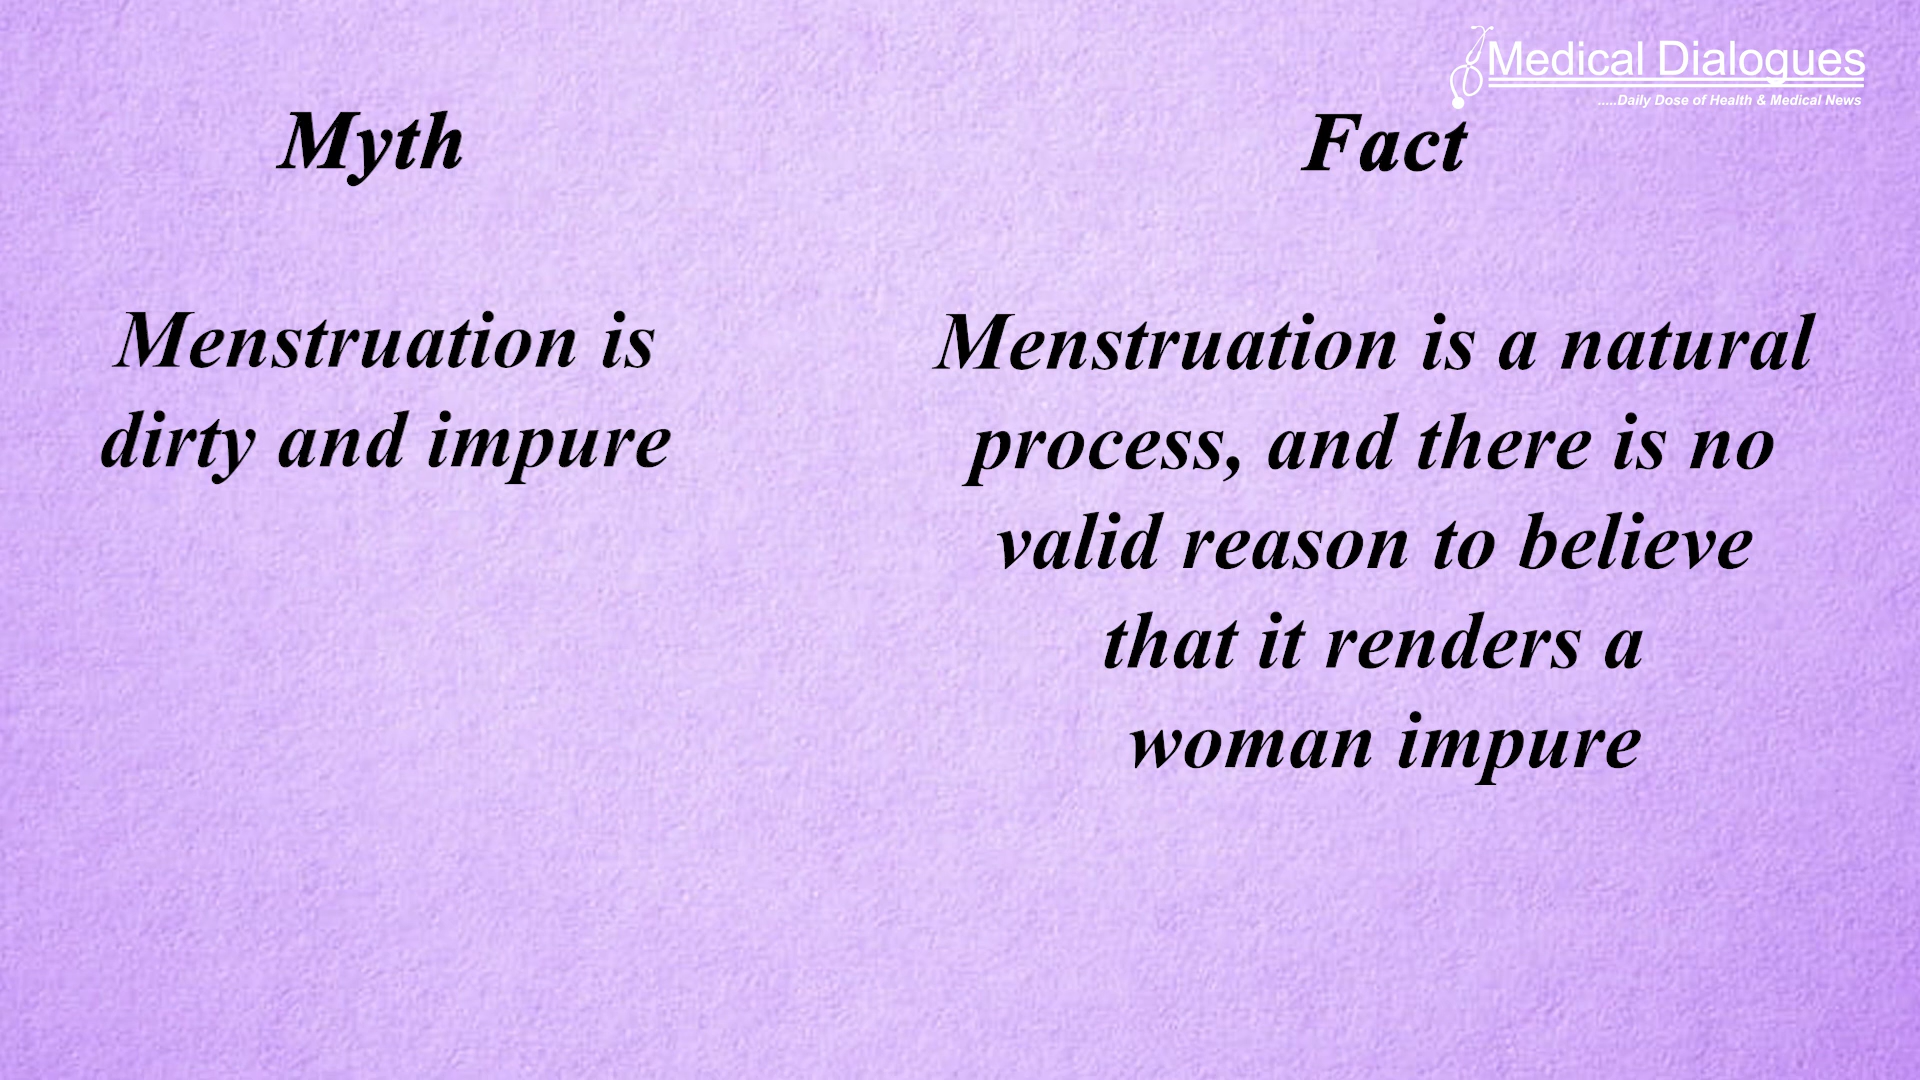 Medical Dialogues
.....Daily Dose of Health & Medical News
Myth
Menstruation is
dirty and impure
Fact
Menstruation is a natural
process, and there is no
valid reason to believe
that it renders a
woman impure